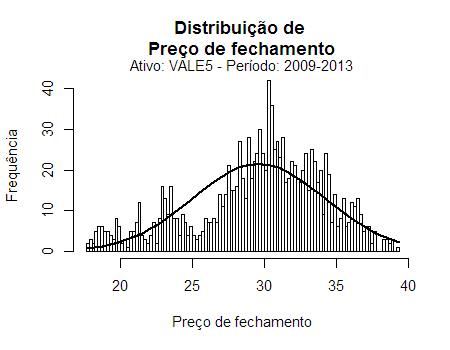 Distribuição de
Preço de fechamento
Ativo: VALE5 - Período: 2009-2013
Frequência
40
30
20
10
0
20 25 30 35 40
Preço de fechamento